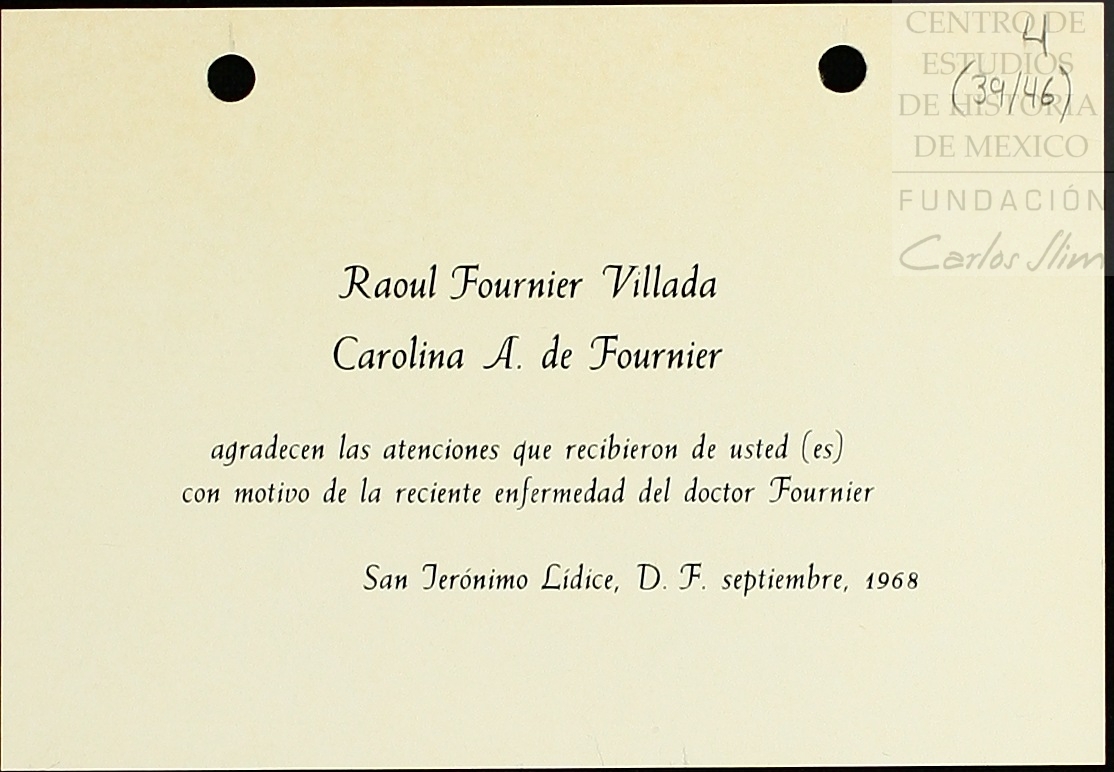 CENTRO DE
ESTUDIOS
DE HISTORIA
DE MEXICO
FUNDACIÓN
Carlos Slim
4
(39/46)
Raoul Fournier Villada
Carolina A. de Fournier
agradecen las atenciones que recibieron de usted (es)
con motivo de la reciente enfermedad del doctor Fournier
San Jerónimo Lídice, D. F. septiembre, 1968